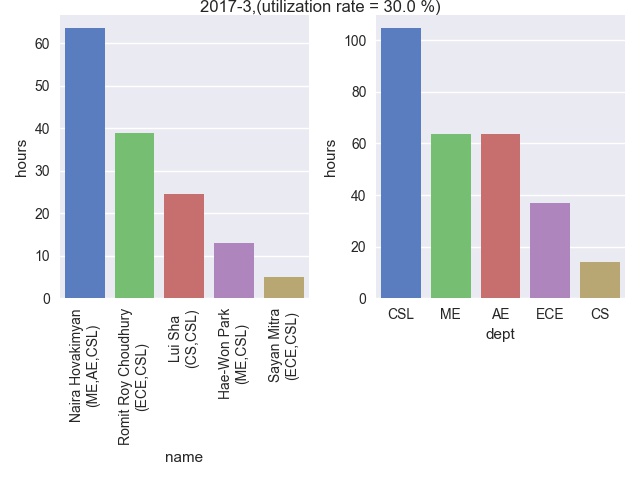 2017-3,(utilization rate = 30.0 %)
60
50
40
30
20
10
0
hours
Naira Hovakimyan
(ME,AE,CSL)
Romit Roy Choudhury
(ECE,CSL)
Lui Sha
(CS,CSL)
Hae-Won Park
(ME,CSL)
Sayan Mitra
(ECE,CSL)
name
100
80
60
40
20
0
hours
CSL ME AE ECE CS
dept